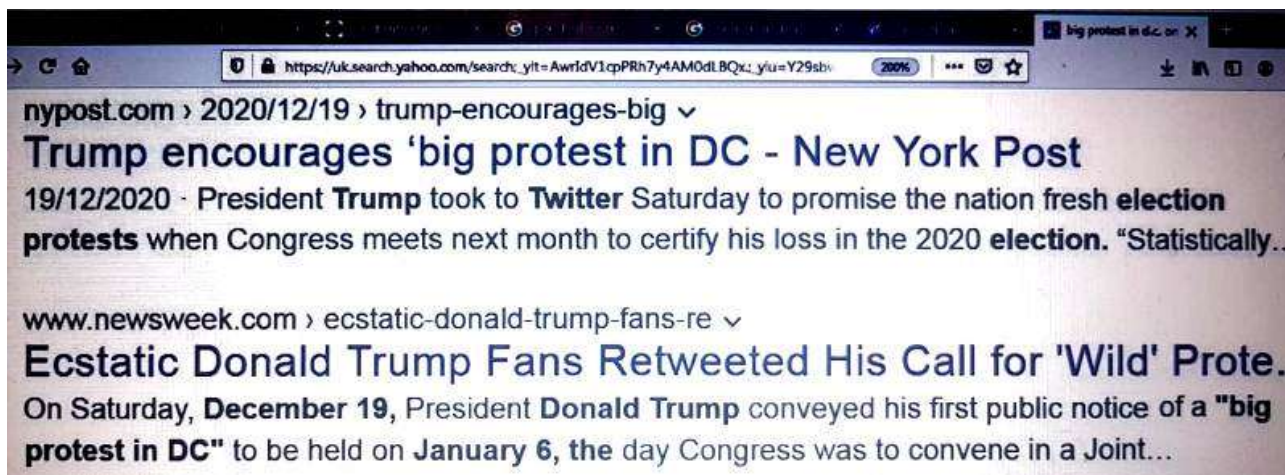 big protest in d.c. on
https://uk.search.yahoo.com/search;_ylt=AwrIdV1cpPRh7y4AM0dLBQx.;_ylu=Y29sb
200%
nypost.com › 2020/12/19 › trump-encourages-big
Trump encourages ‘big protest in DC - New York Post
19/12/2020 · President Trump took to Twitter Saturday to promise the nation fresh election
protests when Congress meets next month to certify his loss in the 2020 election. “Statistically..
www.newsweek.com › ecstatic-donald-trump-fans-re
Ecstatic Donald Trump Fans Retweeted His Call for 'Wild' Prote.
On Saturday, December 19, President Donald Trump conveyed his first public notice of a "big
protest in DC" to be held on January 6, the day Congress was to convene in a Joint...